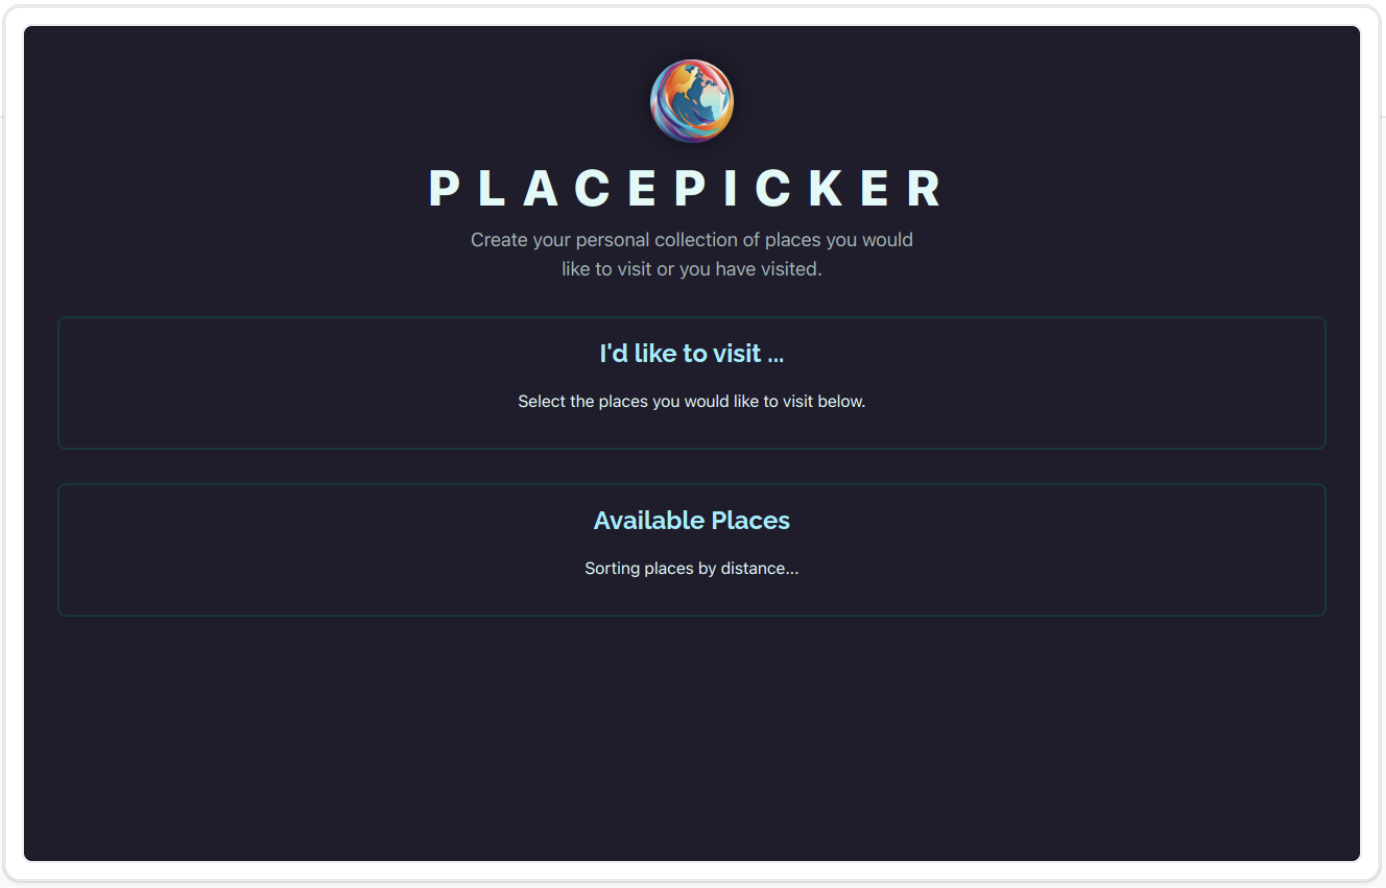 PLACEPICKER
Create your personal collection of places you would
like to visit or you have visited.
I'd like to visit ...
Select the places you would like to visit below.
Available Places
Sorting places by distance...